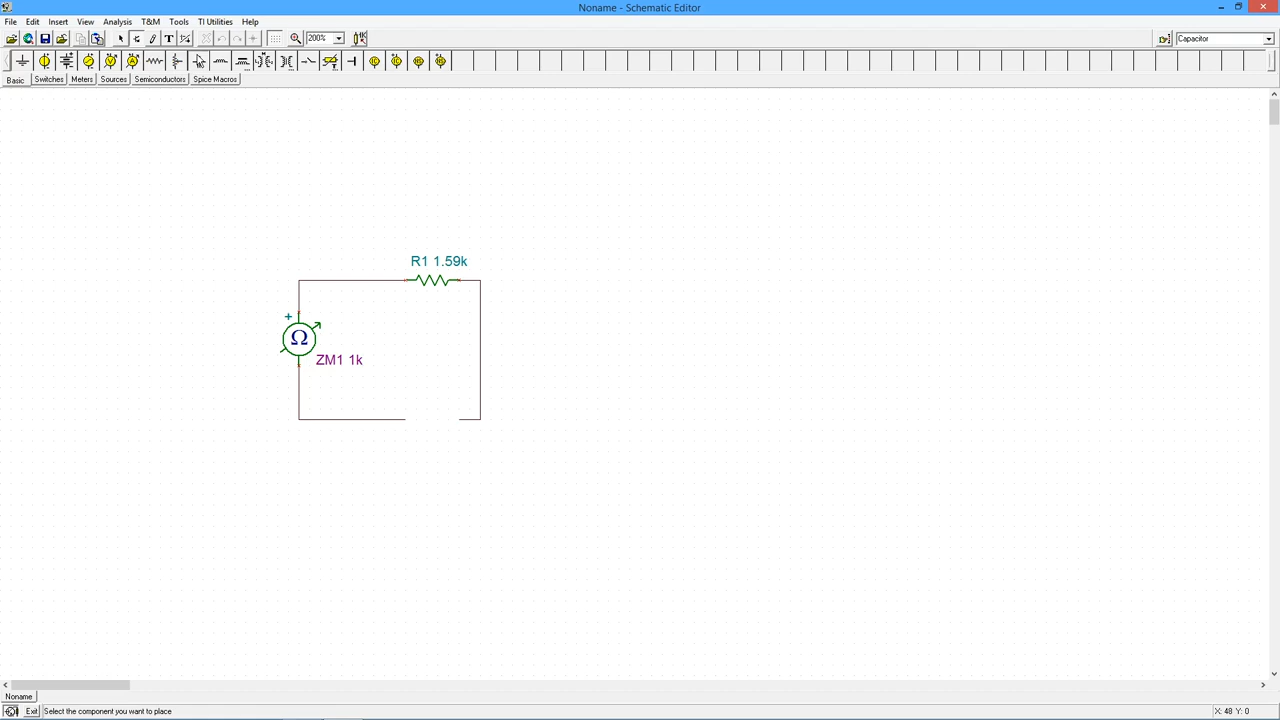 Noname - Schematic Editor
File Edit Insert View Analysis T&M Tools TI Utilities Help
200% Capacitor
Basic Switches Meters Sources Semiconductors Spice Macros
R1 1.59k
+
Ω
ZM1 1k
Noname
Exit Select the component you want to place X: 48 Y: 0